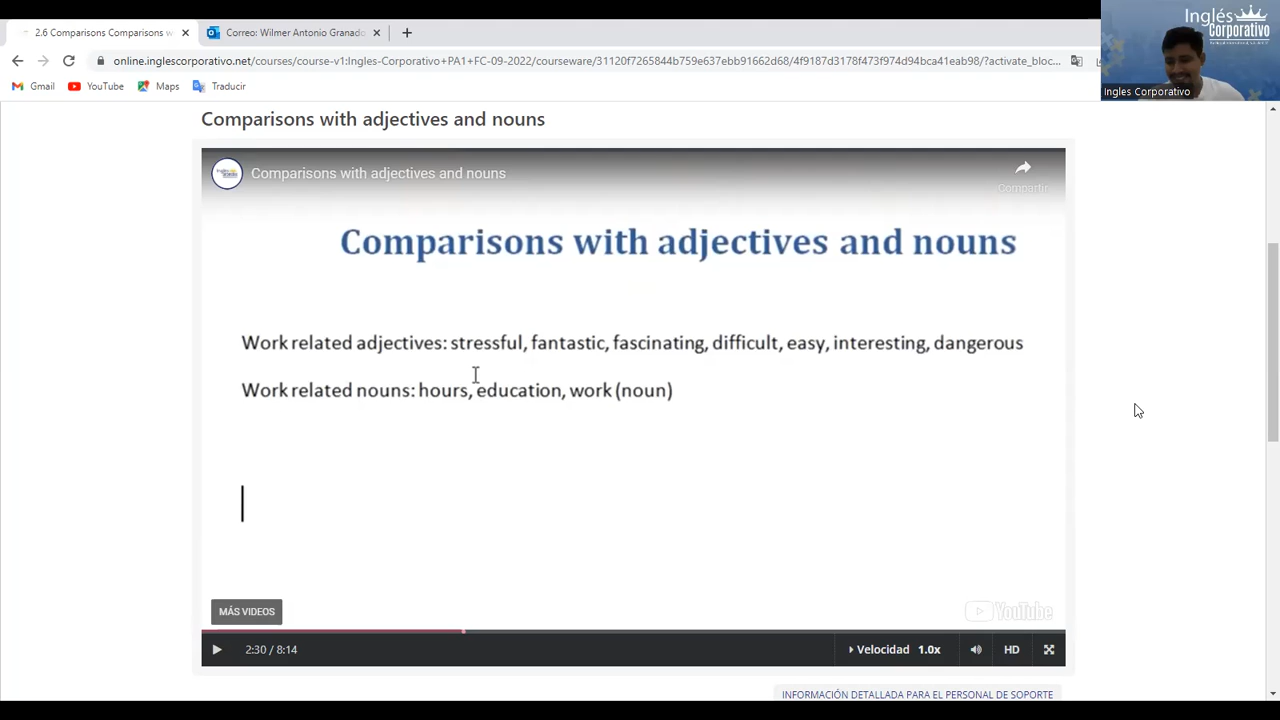 2.6 Comparisons Comparisons w
Correo: Wilmer Antonio Granado
online.inglescorporativo.net/courses/course-v1:Ingles-Corporativo+PA1+FC-09-2022/courseware/31120f7265844b759e637ebb91662d68/4f9187d3178f473f974d94bca41eab98/?activate_bloc...
Gmail
YouTube
Maps
Traducir
Inglés
Corporativo
Ingles Corporativo
Comparisons with adjectives and nouns
Comparisons with adjectives and nouns
Compartir
Comparisons with adjectives and nouns
Work related adjectives: stressful, fantastic, fascinating, difficult, easy, interesting, dangerous
Work related nouns: hours, education, work (noun)
MÁS VIDEOS
YouTube
2:30 / 8:14
Velocidad 1.0x
HD
INFORMACIÓN DETALLADA PARA EL PERSONAL DE SOPORTE